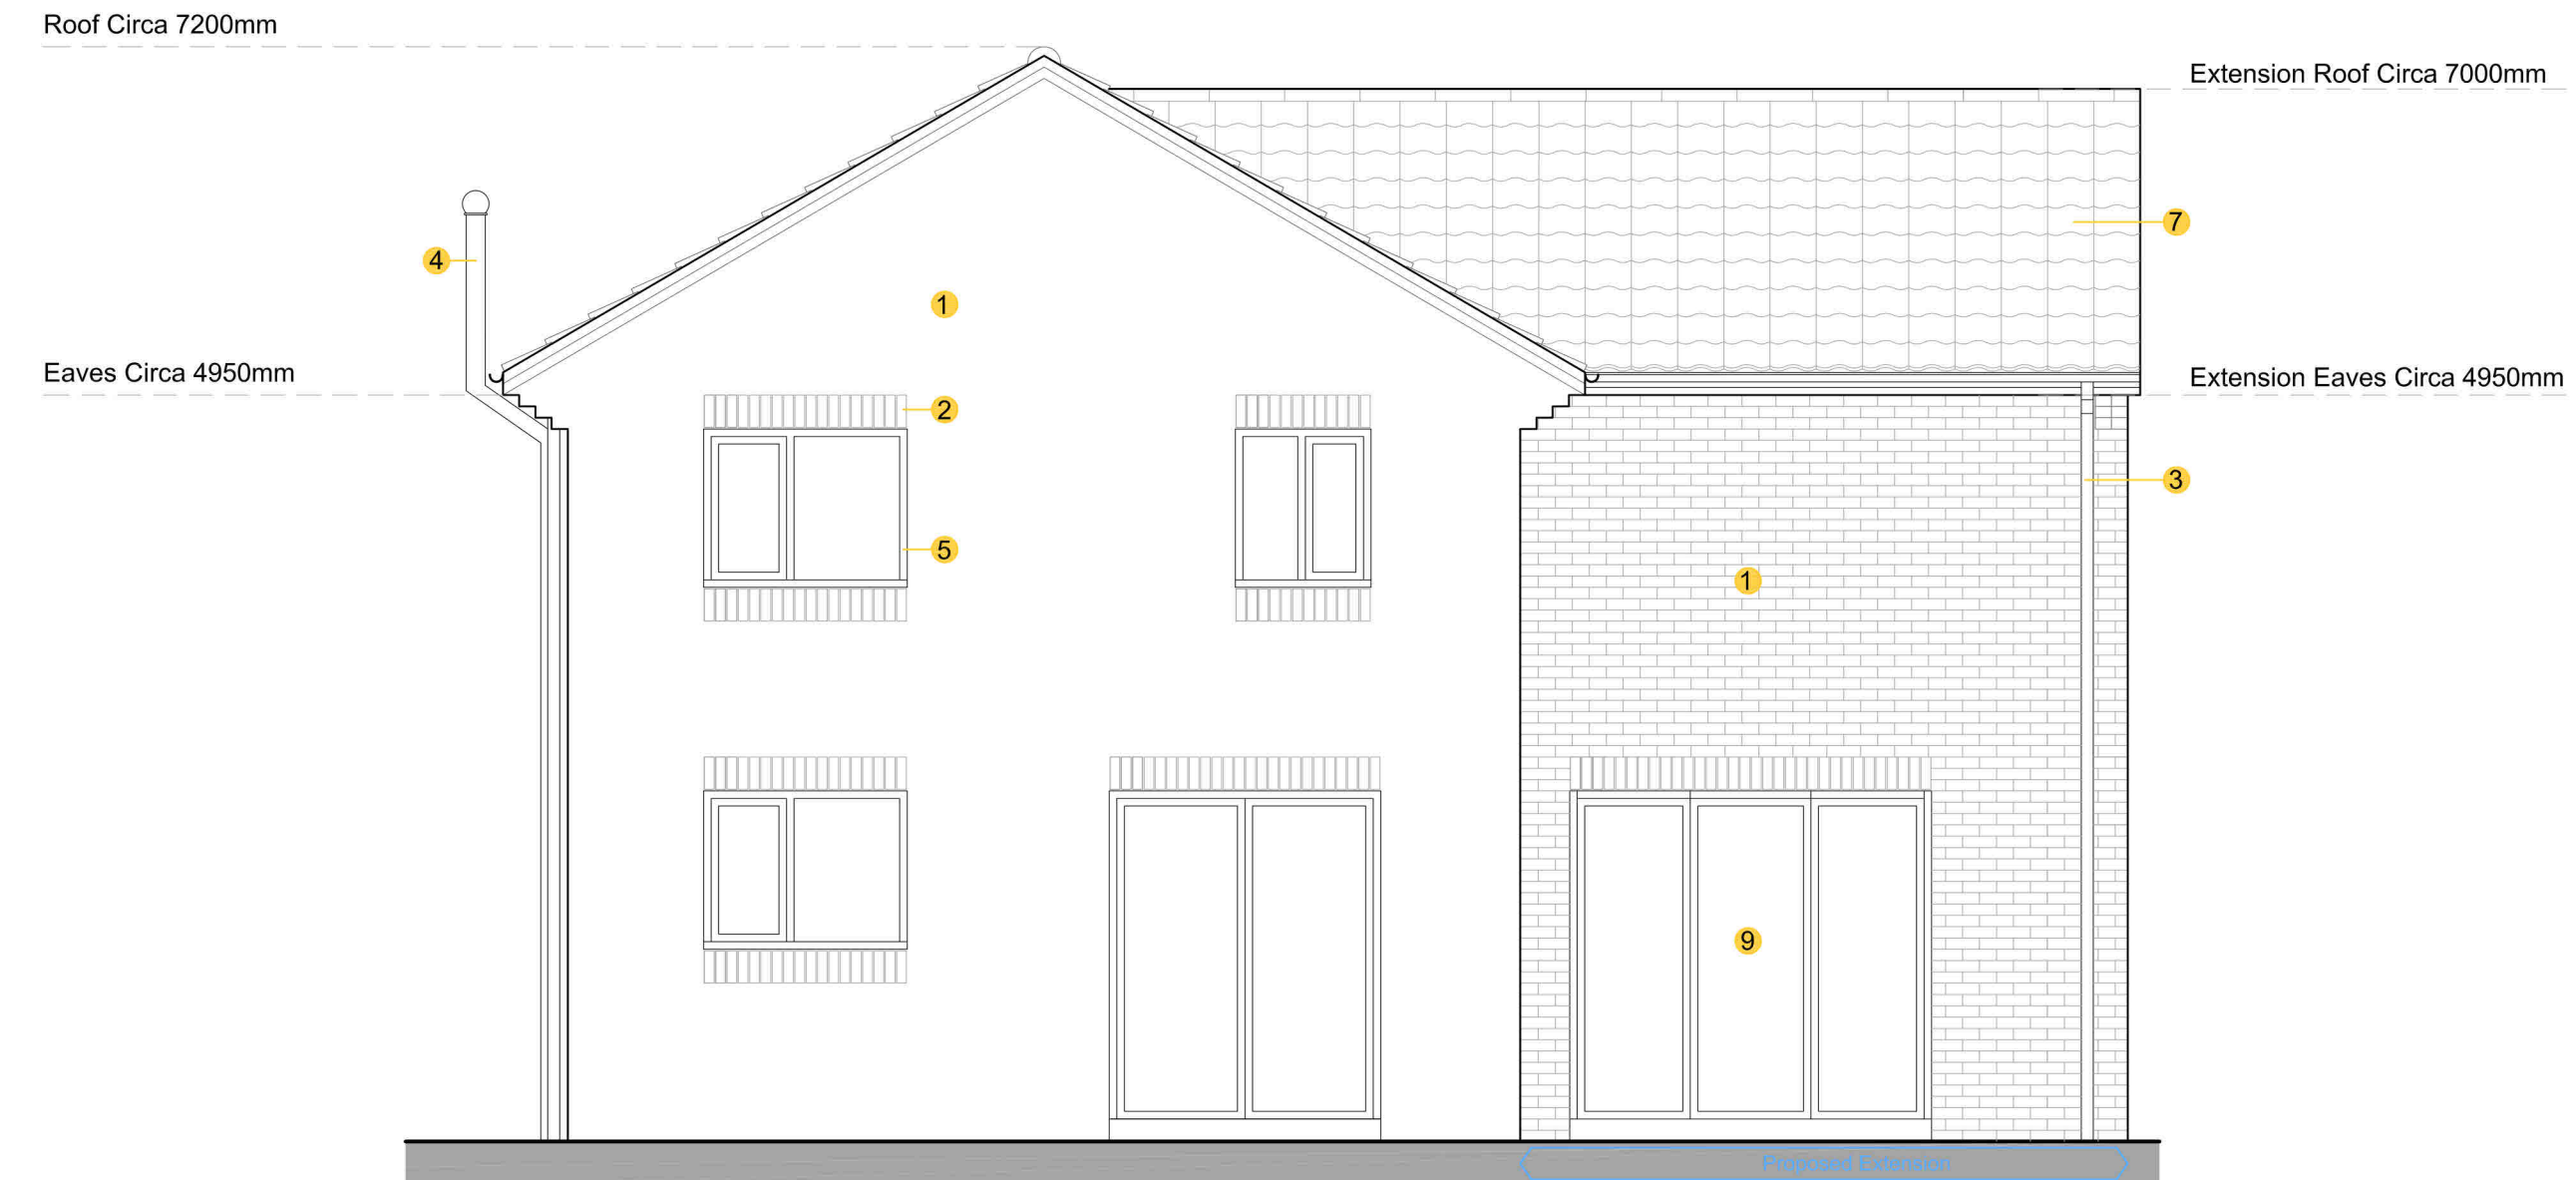 Roof Circa 7200mm
Extension Roof Circa 7000mm
7
4
1
Eaves Circa 4950mm
Extension Eaves Circa 4950mm
2
3
5
1
9
Proposed Extension